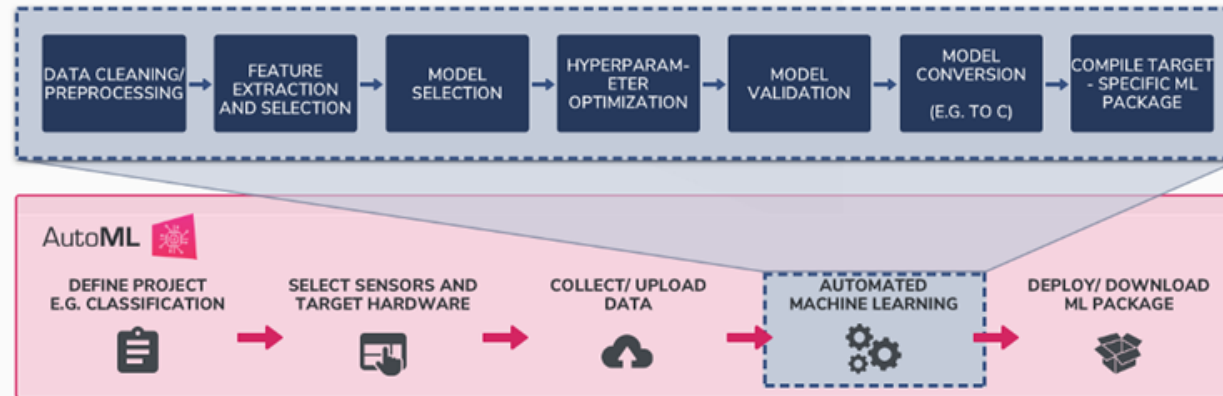 DATA CLEANING/
PREPROCESSING
FEATURE
EXTRACTION
AND SELECTION
MODEL
SELECTION
HYPERPARAM-
ETER
OPTIMIZATION
MODEL
VALIDATION
MODEL
CONVERSION
(E.G. TO C)
COMPILE TARGET
- SPECIFIC ML
PACKAGE
AutoML
DEFINE PROJECT
E.G. CLASSIFICATION
SELECT SENSORS AND
TARGET HARDWARE
COLLECT/ UPLOAD
DATA
AUTOMATED
MACHINE LEARNING
DEPLOY/ DOWNLOAD
ML PACKAGE